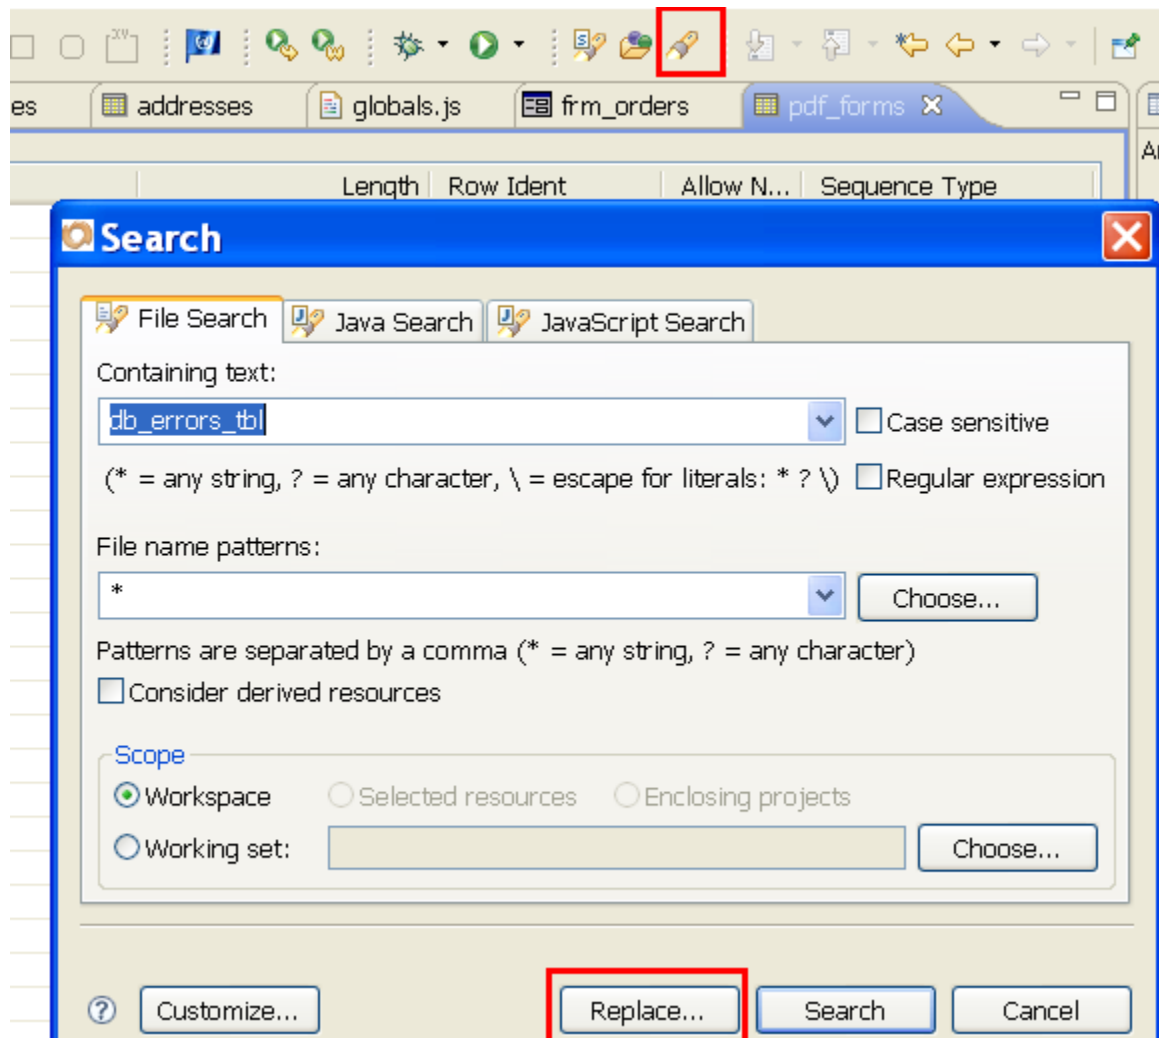 es addresses globals.js frm_orders pdf_forms
Length Row Ident Allow N... Sequence Type
Search
File Search Java Search JavaScript Search
Containing text:
db_errors_tbl Case sensitive
(* = any string, ? = any character, \ = escape for literals: * ? \) Regular expression
File name patterns:
* Choose...
Patterns are separated by a comma (* = any string, ? = any character)
Consider derived resources
Scope
Workspace Selected resources Enclosing projects
Working set: Choose...
Customize... Replace... Search Cancel